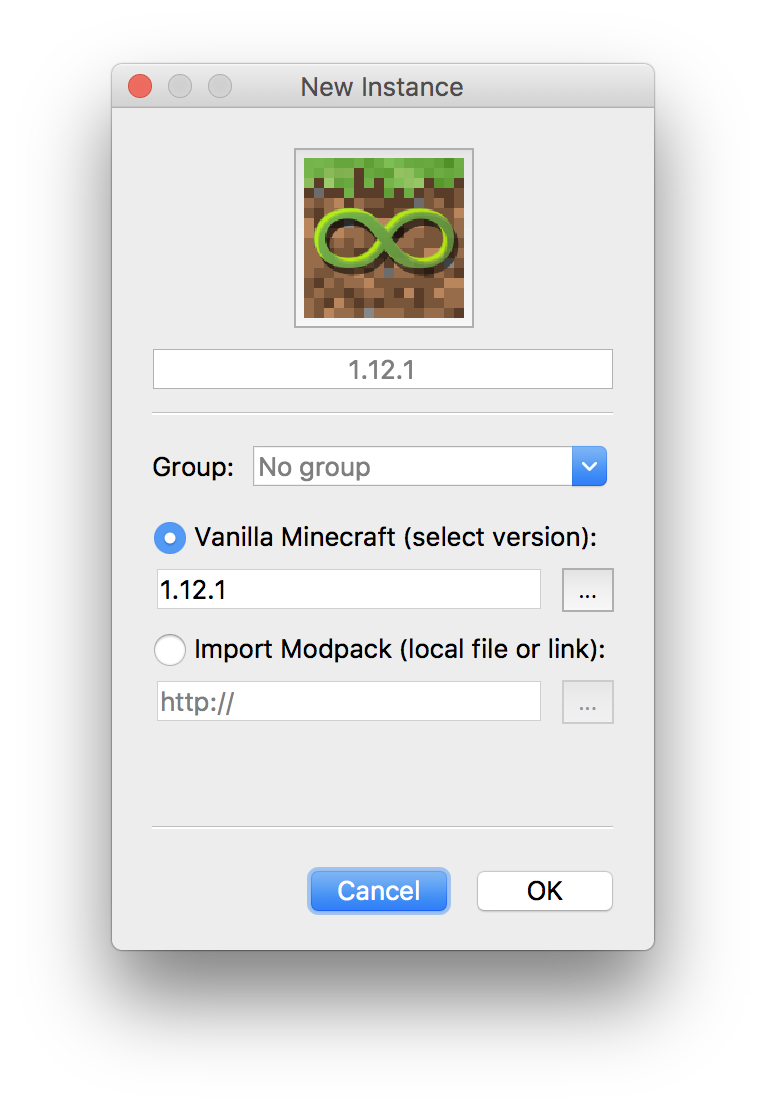 New Instance
1.12.1
Group: No group
Vanilla Minecraft (select version):
1.12.1 ...
Import Modpack (local file or link):
http:// ...
Cancel OK